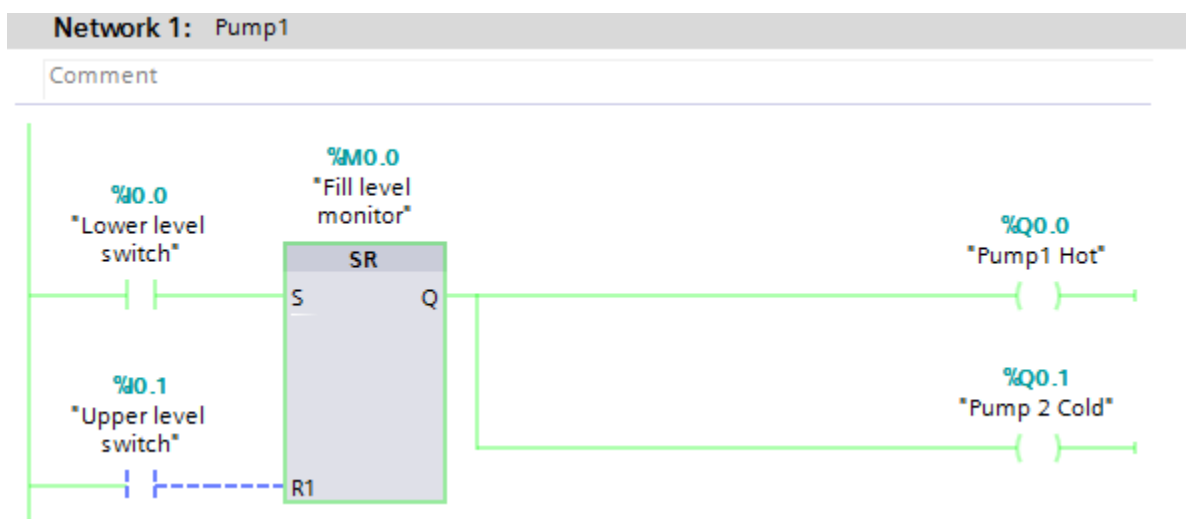 Network 1: Pump1
Comment
%M0.0
"Fill level
monitor"
%I0.0
"Lower level
switch"
SR
S
Q
%Q0.0
"Pump1 Hot"
%I0.1
"Upper level
switch"
R1
%Q0.1
"Pump 2 Cold"